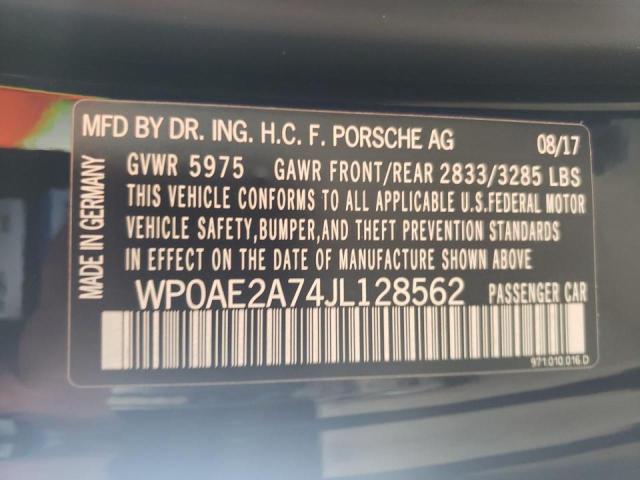 MFD BY DR. ING. H.C. F. PORSCHE AG 08/17
GVWR 5975 GAWR FRONT/REAR 2833/3285 LBS
THIS VEHICLE CONFORMS TO ALL APPLICABLE U.S.FEDERAL MOTOR
VEHICLE SAFETY,BUMPER,AND THEFT PREVENTION STANDARDS
IN EFFECT ON THE DATE OF MANUFACTURE SHOWN ABOVE
WP0AE2A74JL128562 PASSENGER CAR
MADE IN GERMANY
971.010.016.D